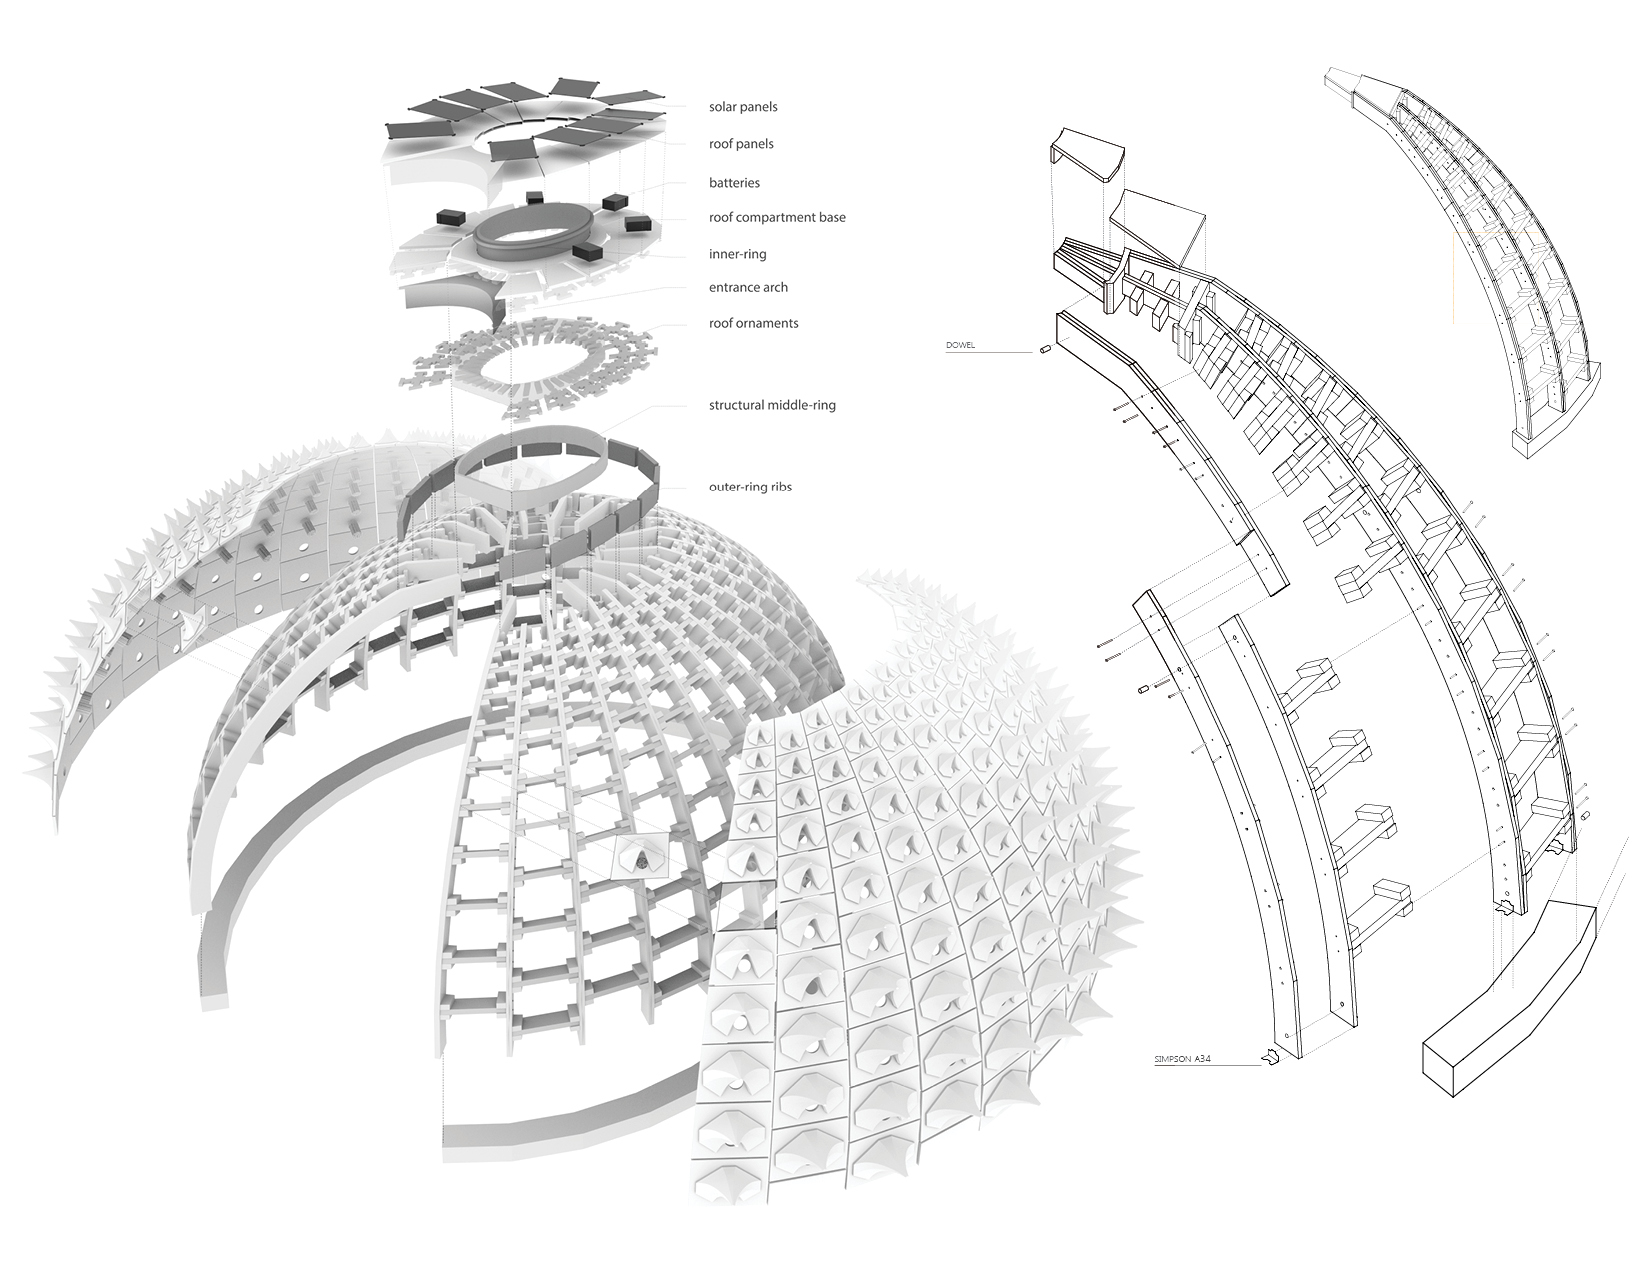 solar panels
roof panels
batteries
roof compartment base
inner-ring
entrance arch
roof ornaments
structural middle-ring
outer-ring ribs
DOWEL
SIMPSON A34